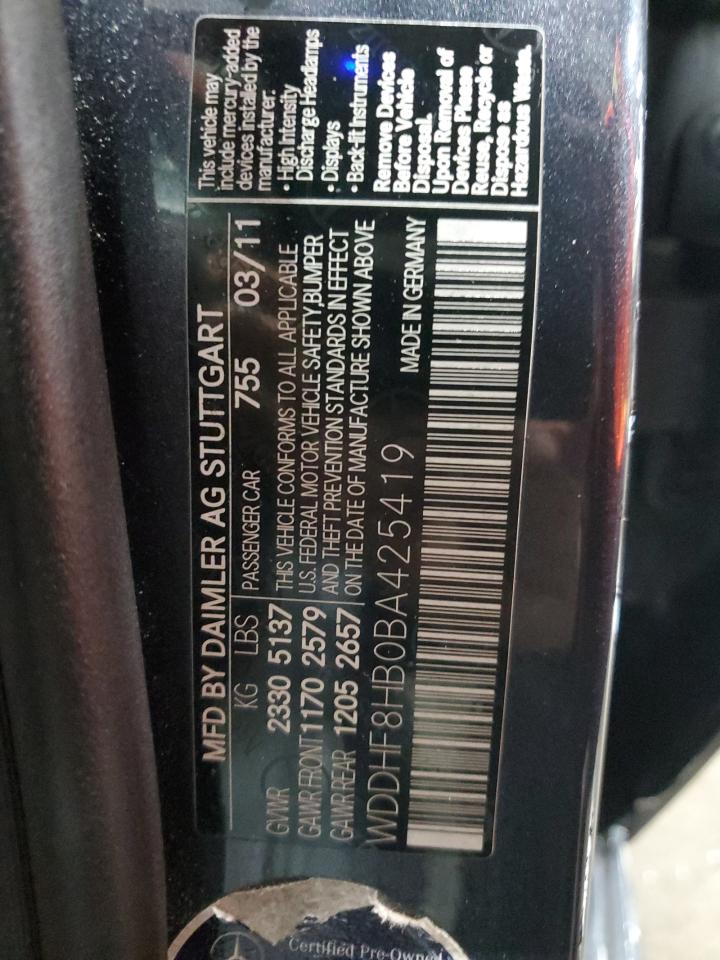 MFD BY DAIMLER AG STUTTGART
KG LBS PASSENGER CAR 755 03/11
GVWR 2330 5137
GAWR FRONT 1170 2579
GAWR REAR 1205 2657
THIS VEHICLE CONFORMS TO ALL APPLICABLE
U.S. FEDERAL MOTOR VEHICLE SAFETY,BUMPER
AND THEFT PREVENTION STANDARDS IN EFFECT
ON THE DATE OF MANUFACTURE SHOWN ABOVE
WDDHF8HB0BA425419
MADE IN GERMANY
This vehicle may
include mercury-added
devices installed by the
manufacturer:
• High Intensity
Discharge Headlamps
• Displays
• Back-lit Instruments
Remove Devices
Before Vehicle
Disposal.
Upon Removal of
Devices Please
Reuse, Recycle or
Dispose as
Hazardous Waste.
Certified Pre-Owne